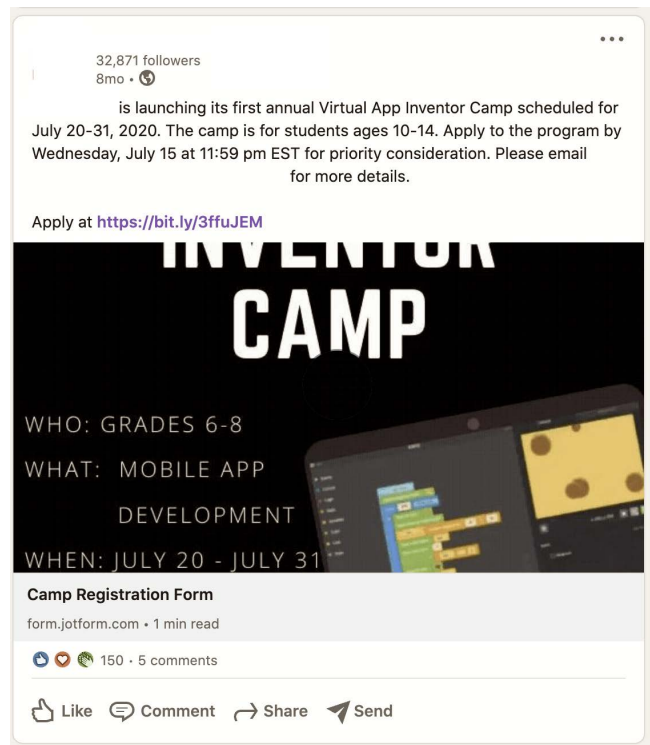 32,871 followers
8mo •
is launching its first annual Virtual App Inventor Camp scheduled for
July 20-31, 2020. The camp is for students ages 10-14. Apply to the program by
Wednesday, July 15 at 11:59 pm EST for priority consideration. Please email
for more details.
Apply at https://bit.ly/3ffuJEM
INVENTOR
CAMP
WHO: GRADES 6-8
WHAT: MOBILE APP
DEVELOPMENT
WHEN: JULY 20 - JULY 31
Camp Registration Form
form.jotform.com • 1 min read
150 · 5 comments
Like Comment Share Send